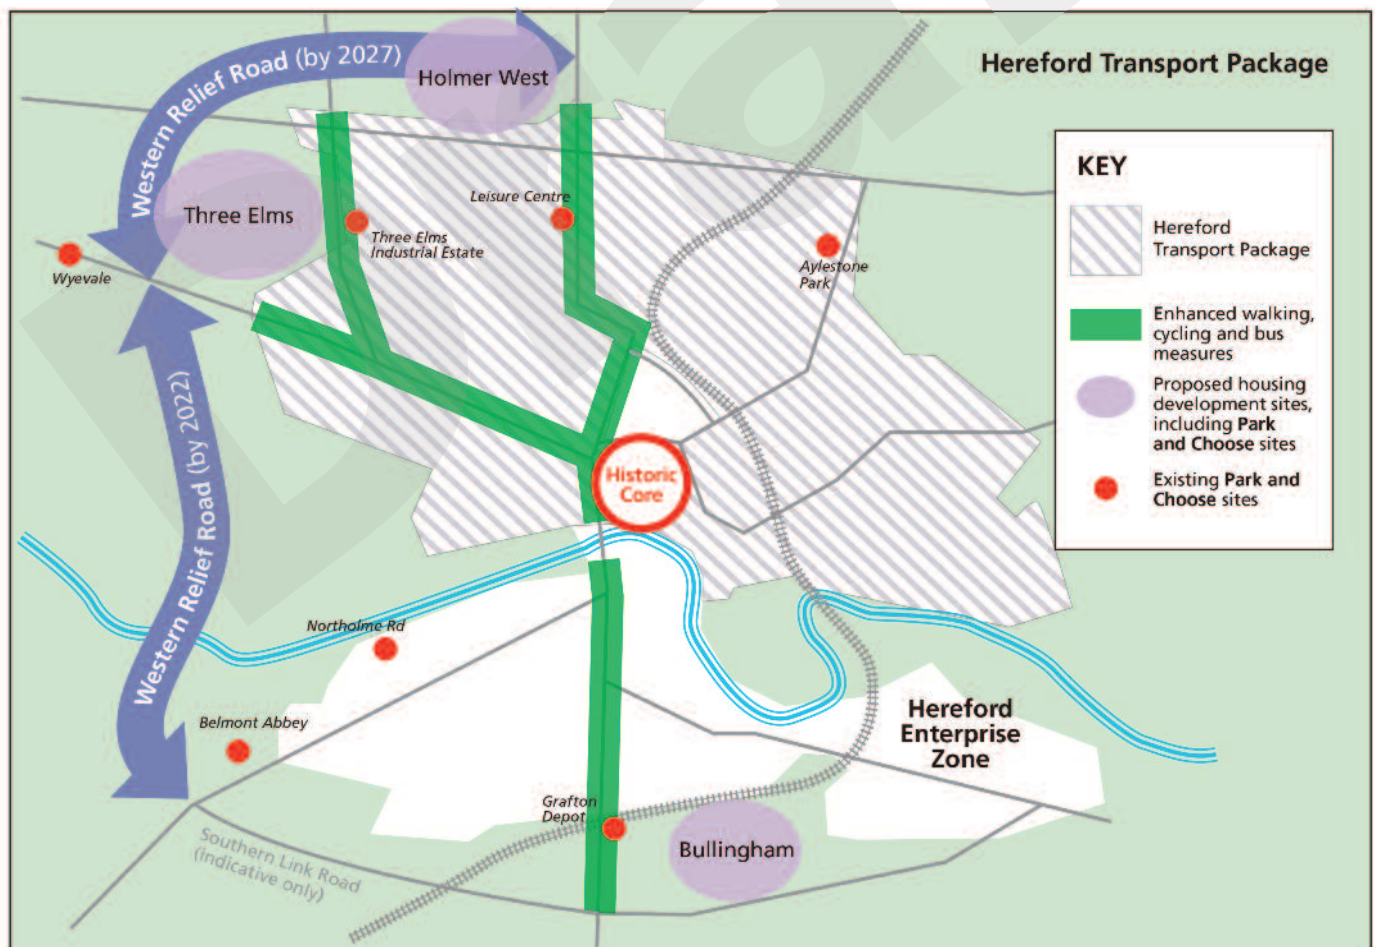 Hereford Transport Package
Western Relief Road (by 2027)
Holmer West
KEY
Three Elms
Leisure Centre
Three Elms
Industrial Estate
Wyevale
Aylestone
Park
Hereford
Transport Package
Enhanced walking,
cycling and bus
measures
Proposed housing
development sites,
including Park
and Choose sites
Existing Park and
Choose sites
Western Relief Road (by 2022)
Historic
Core
Northolme Rd
Belmont Abbey
Hereford
Enterprise
Zone
Grafton
Depot
Bullingham
Southern Link Road
(indicative only)